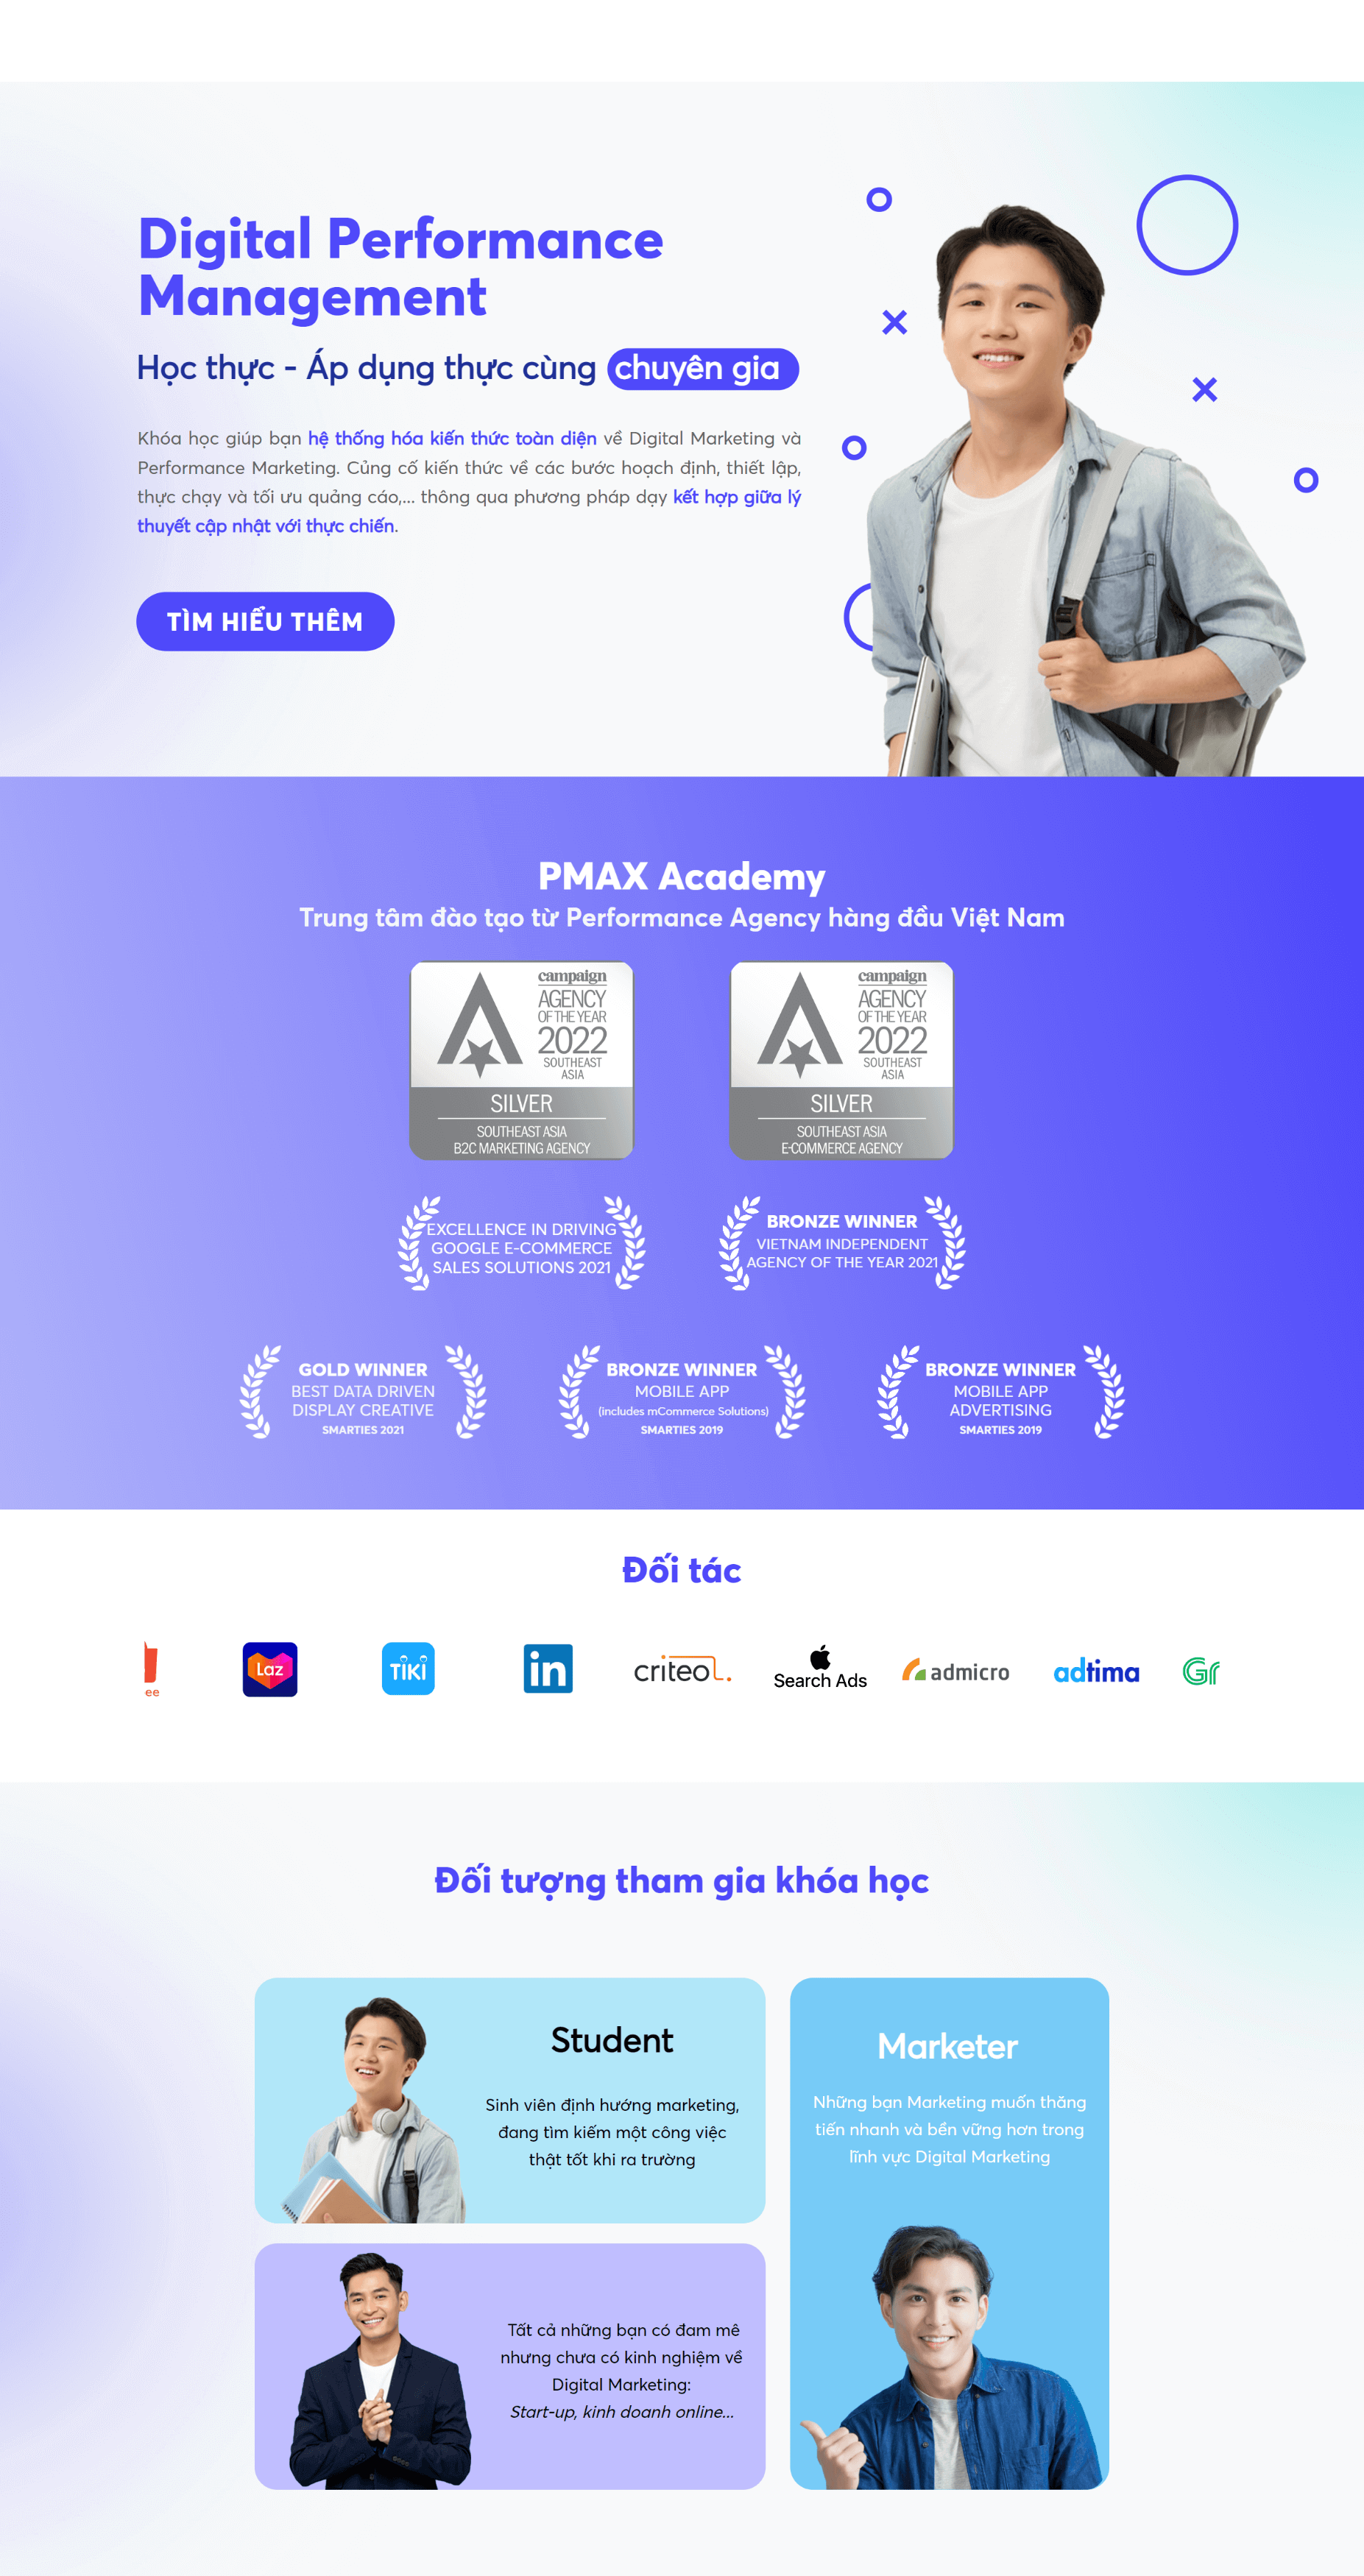 Digital Performance
Management
Học thực - Áp dụng thực cùng chuyên gia
Khóa học giúp bạn hệ thống hóa kiến thức toàn diện về Digital Marketing và
Performance Marketing. Củng cố kiến thức về các bước hoạch định, thiết lập,
thực chạy và tối ưu quảng cáo,... thông qua phương pháp dạy kết hợp giữa lý
thuyết cập nhật với thực chiến.
TÌM HIỂU THÊM
PMAX Academy
Trung tâm đào tạo từ Performance Agency hàng đầu Việt Nam
campaign
AGENCY
OF THE YEAR
2022
SOUTHEAST
ASIA
SILVER
SOUTHEAST ASIA
B2C MARKETING AGENCY
campaign
AGENCY
OF THE YEAR
2022
SOUTHEAST
ASIA
SILVER
SOUTHEAST ASIA
E-COMMERCE AGENCY
EXCELLENCE IN DRIVING
GOOGLE E-COMMERCE
SALES SOLUTIONS 2021
BRONZE WINNER
VIETNAM INDEPENDENT
AGENCY OF THE YEAR 2021
GOLD WINNER
BEST DATA DRIVEN
DISPLAY CREATIVE
SMARTIES 2021
BRONZE WINNER
MOBILE APP
(includes mCommerce Solutions)
SMARTIES 2019
BRONZE WINNER
MOBILE APP
ADVERTISING
SMARTIES 2019
Đối tác
ee
Laz
TIKI
in
criteo
Search Ads
admicro
adtima
Gr
Đối tượng tham gia khóa học
Student
Sinh viên định hướng marketing,
đang tìm kiếm một công việc
thật tốt khi ra trường
Marketer
Những bạn Marketing muốn thăng
tiến nhanh và bền vững hơn trong
lĩnh vực Digital Marketing
Tất cả những bạn có đam mê
nhưng chưa có kinh nghiệm về
Digital Marketing:
Start-up, kinh doanh online...